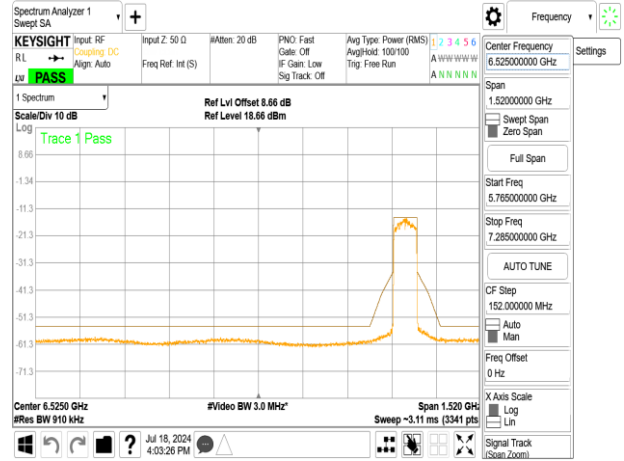 Spectrum Analyzer 1
Swept SA
Frequency
KEYSIGHT
Input: RF
Coupling: DC
Align: Auto
Input Z: 50 Ω
Freq Ref: Int (S)
#Atten: 20 dB
PNO: Fast
Gate: Off
IF Gain: Low
Sig Track: Off
Avg Type: Power (RMS)
Avg|Hold: 100/100
Trig: Free Run
1 2 3 4 5 6
A W W W W W
A N N N N N
R L
LW PASS
1 Spectrum
Scale/Div 10 dB
Ref Lvl Offset 8.66 dB
Ref Level 18.66 dBm
Log
Trace 1 Pass
8.66
-1.34
-11.3
-21.3
-31.3
-41.3
-51.3
-61.3
-71.3
Center 6.5250 GHz
#Res BW 910 kHz
#Video BW 3.0 MHz*
Span 1.520 GHz
Sweep ~3.11 ms (3341 pts
Jul 18, 2024
4:03:26 PM
Center Frequency
6.525000000 GHz
Settings
Span
1.52000000 GHz
Swept Span
Zero Span
Full Span
Start Freq
5.765000000 GHz
Stop Freq
7.285000000 GHz
AUTO TUNE
CF Step
152.000000 MHz
Auto
Man
Freq Offset
0 Hz
X Axis Scale
Log
Lin
Signal Track
(Span Zoom)